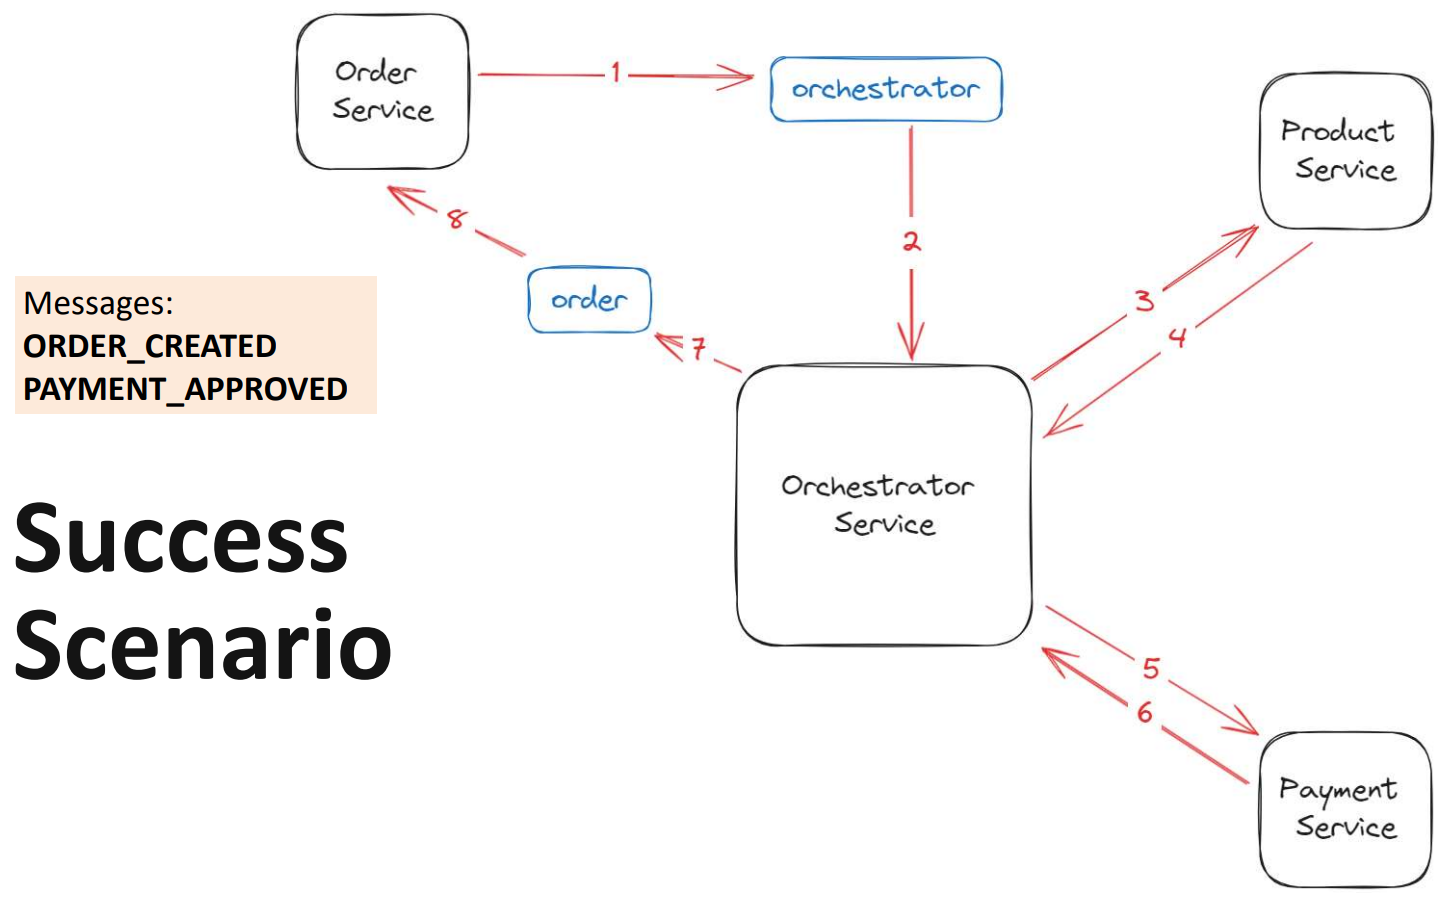 Order
Service
1
orchestrator
Product
Service
8
2
order
3
Messages:
ORDER_CREATED
PAYMENT_APPROVED
7
4
Orchestrator
Service
Success
Scenario
5
6
Payment
Service